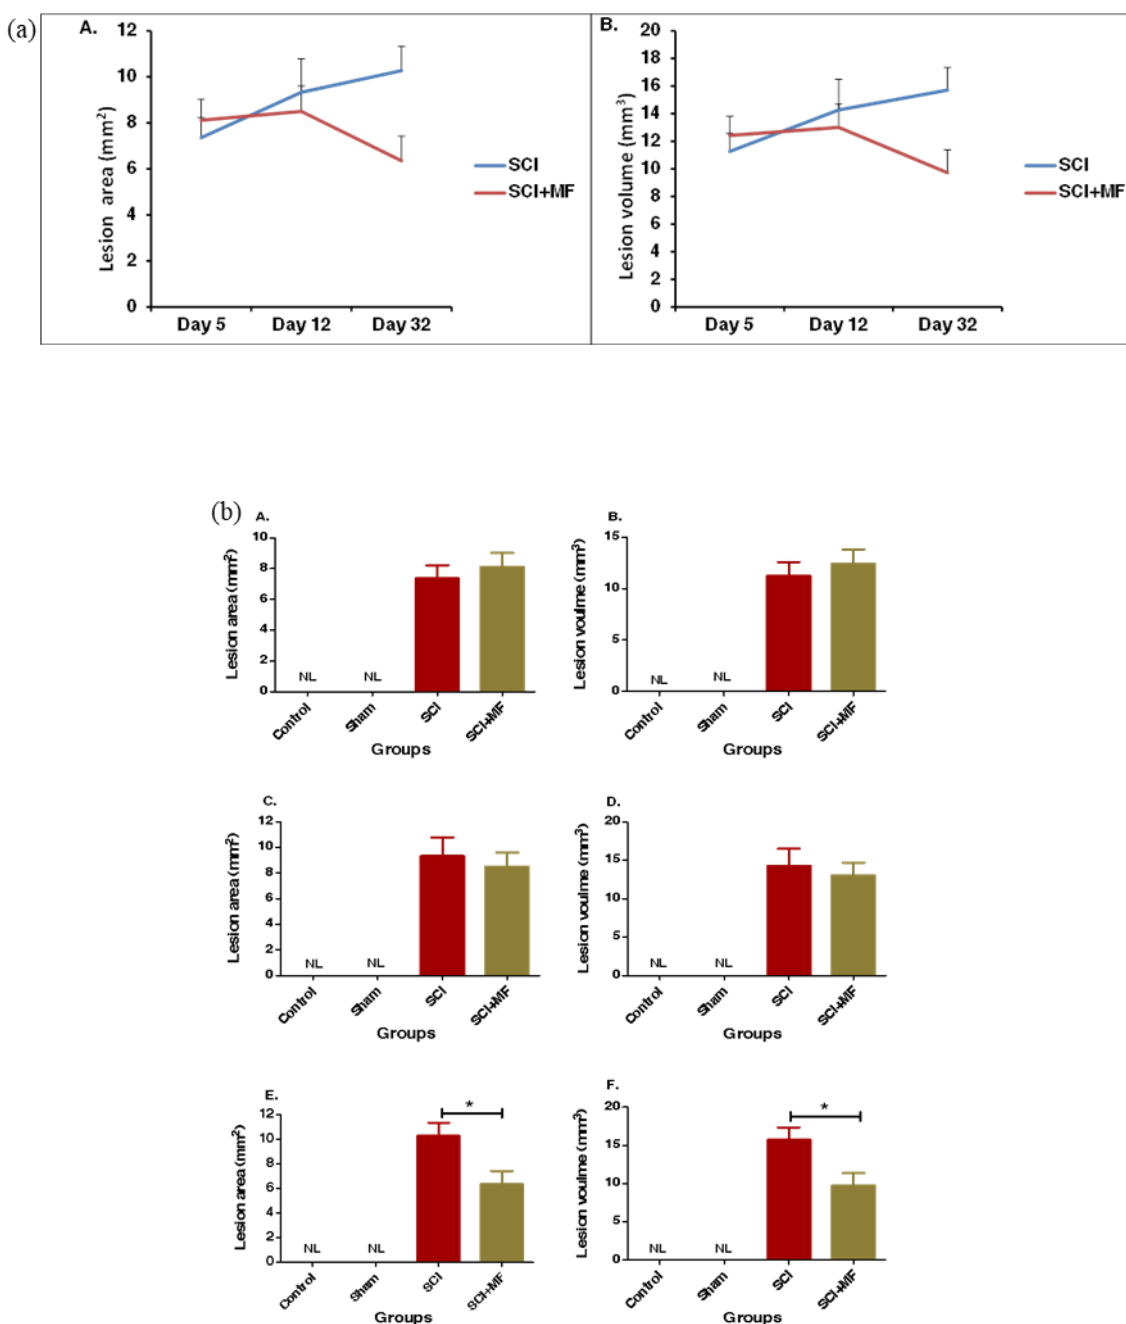 (a)
A.
12
10
8
6
4
2
0
Lesion area (mm²)
Day 5 Day 12 Day 32
SCI
SCI+MF
B.
20
18
16
14
12
10
8
6
4
2
0
Lesion volume (mm³)
Day 5 Day 12 Day 32
SCI
SCI+MF
(b)
A.
10
8
6
4
2
0
Lesion area (mm²)
NL NL
Control Sham SCI SCI+MF
Groups
B.
15
10
5
0
Lesion voulme (mm³)
NL NL
Control Sham SCI SCI+MF
Groups
C.
12
10
8
6
4
2
0
Lesion area (mm²)
NL NL
Control Sham SCI SCI+MF
Groups
D.
20
15
10
5
0
Lesion voulme (mm³)
NL NL
Control Sham SCI SCI+MF
Groups
E.
12
10
8
6
4
2
0
Lesion area (mm²)
*
NL NL
Control Sham SCI SCI+MF
Groups
F.
20
15
10
5
0
Lesion voulme (mm³)
*
NL NL
Control Sham SCI SCI+MF
Groups